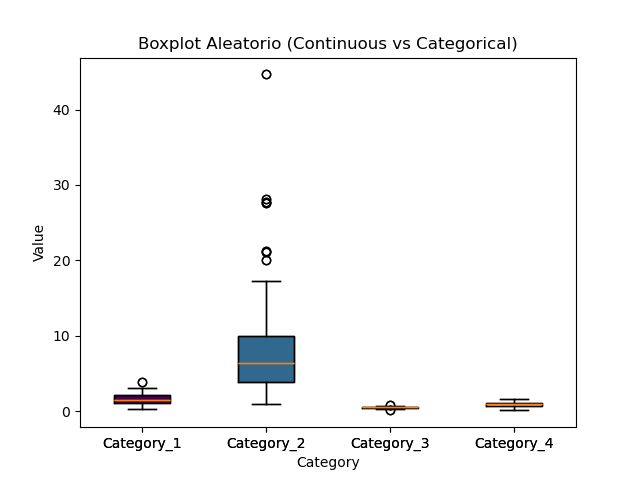 Boxplot Aleatorio (Continuous vs Categorical)
40
30
20
10
0
Value
Category_1 Category_2 Category_3 Category_4
Category